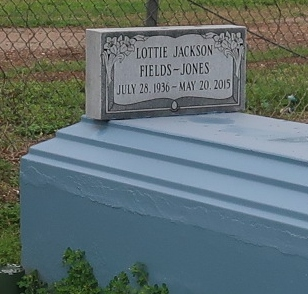 LOTTIE JACKSON
FIELDS-JONES
JULY 28, 1936 - MAY 20, 2015